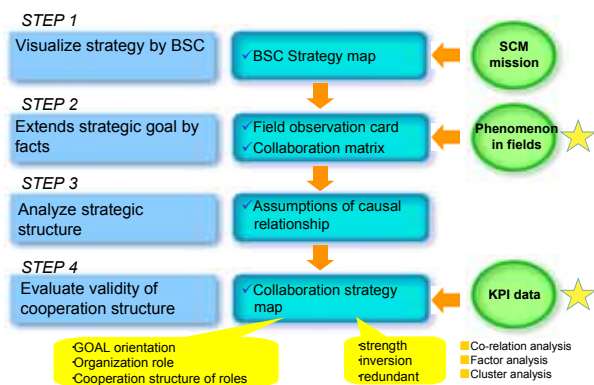 STEP 1
Visualize strategy by BSC
✓BSC Strategy map
SCM
mission
STEP 2
Extends strategic goal by
facts
✓Field observation card
✓Collaboration matrix
Phenomenon
in fields
STEP 3
Analyze strategic
structure
✓Assumptions of causal
relationship
STEP 4
Evaluate validity of
cooperation structure
✓Collaboration strategy
map
KPI data
·GOAL orientation
·Organization role
·Cooperation structure of roles
·strength
·inversion
·redundant
Co-relation analysis
Factor analysis
Cluster analysis